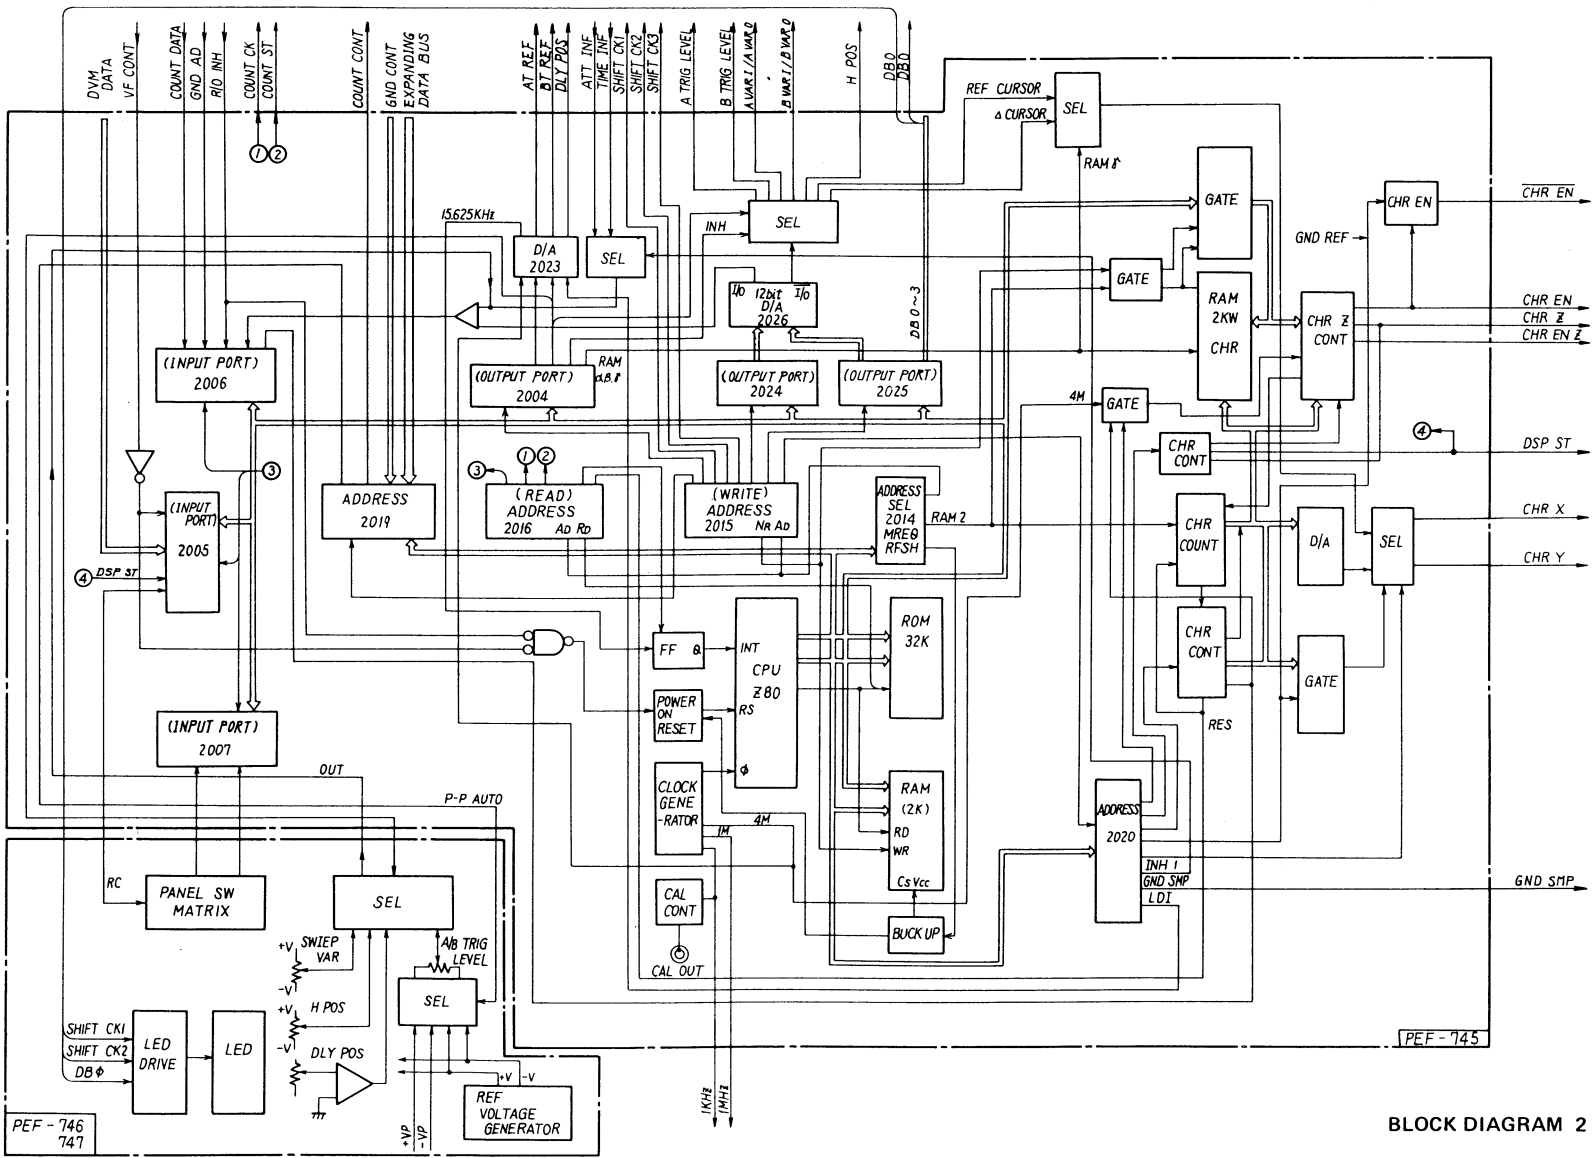 DVM DATA
VF CONT
COUNT DATA
GND AD
R/O INH
COUNT CK
COUNT ST
COUNT CONT
GND CONT
EXPANDING DATA BUS
AT REF
BT REF
DLY POS
ATT INF
TIME INF
SHIFT CK1
SHIFT CK2
SHIFT CK3
A TRIG LEVEL
B TRIG LEVEL
A VAR I/A VAR O
B VAR I/B VAR O
H POS
DB0
DB0
REF CURSOR
Δ CURSOR
SEL
RAM γ
1
2
15.625KHz
INH
SEL
D/A
2023
SEL
I/O 12bit I/O
D/A
2026
DB0~3
GATE
GATE
RAM
2KW
CHR
CHR EN
GND REF
CHR EN
CHR Z
CONT
CHR EN
CHR Z
CHR EN Z
(INPUT PORT)
2006
(OUTPUT PORT)
2004
RAM
α.β.γ
(OUTPUT PORT)
2024
(OUTPUT PORT)
2025
4M
GATE
CHR
CONT
4
DSP ST
3
3
1
2
(INPUT
PORT)
2005
4
DSP ST
ADDRESS
2019
(READ)
ADDRESS
2016 AD RD
(WRITE)
ADDRESS
2015 NR AD
ADDRESS
SEL
2014
MREQ
RFSH
RAM 2
CHR
COUNT
D/A
SEL
CHR X
CHR Y
FF Q
INT
CPU
Z80
RS
φ
ROM
32K
CHR
CONT
GATE
RES
POWER
ON
RESET
(INPUT PORT)
2007
OUT
P-P AUTO
CLOCK
GENE
-RATOR
1M
4M
RAM
(2K)
RD
WR
CS VCC
ADDRESS
2020
INH 1
GND SMP
LDI
GND SMP
RC
PANEL SW
MATRIX
SEL
CAL
CONT
CAL OUT
BUCK UP
+V
SWIEP
VAR
-V
A/B TRIG
LEVEL
SEL
+V
H POS
-V
DLY POS
SHIFT CK1
SHIFT CK2
DBφ
LED
DRIVE
LED
+V
-V
REF
VOLTAGE
GENERATOR
+VP
-VP
1KHz
1MHz
PEF-745
PEF-746
747
BLOCK DIAGRAM 2